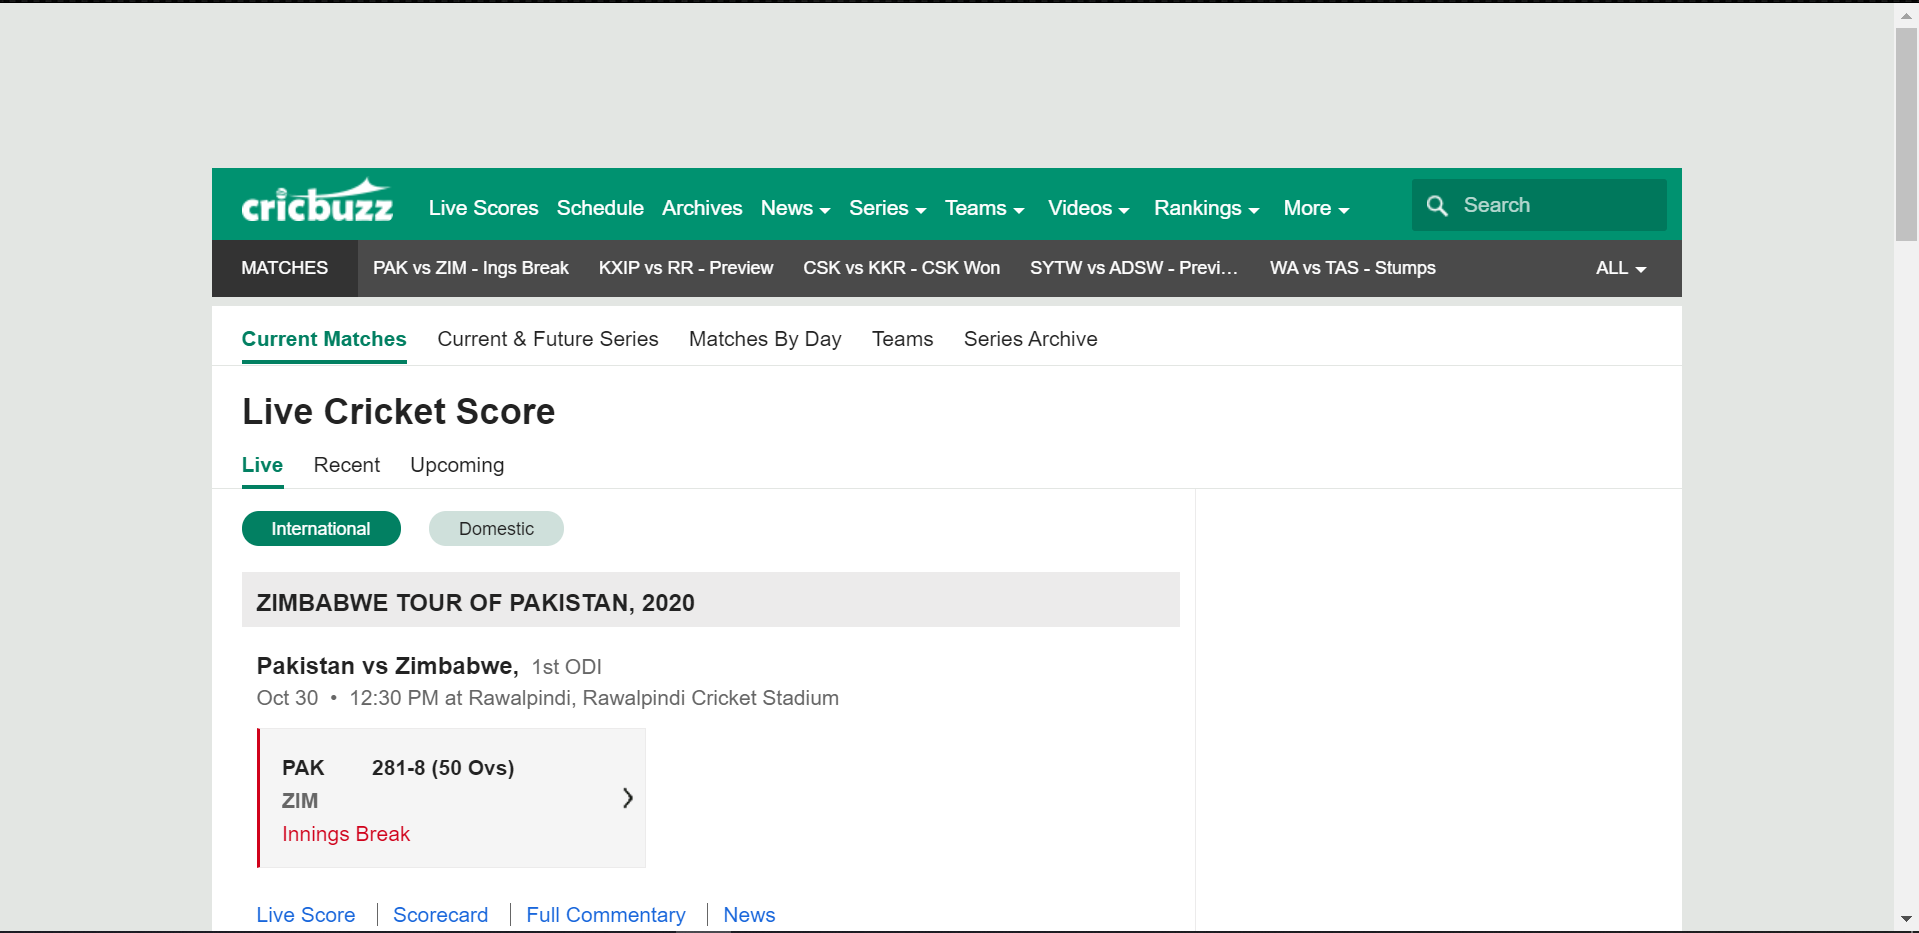 cricbuzz Live Scores Schedule Archives News Series Teams Videos Rankings More Search
MATCHES PAK vs ZIM - Ings Break KXIP vs RR - Preview CSK vs KKR - CSK Won SYTW vs ADSW - Previ... WA vs TAS - Stumps ALL
Current Matches Current & Future Series Matches By Day Teams Series Archive
Live Cricket Score
Live Recent Upcoming
International Domestic
ZIMBABWE TOUR OF PAKISTAN, 2020
Pakistan vs Zimbabwe, 1st ODI
Oct 30 • 12:30 PM at Rawalpindi, Rawalpindi Cricket Stadium
PAK 281-8 (50 Ovs)
ZIM
Innings Break
Live Score Scorecard Full Commentary News